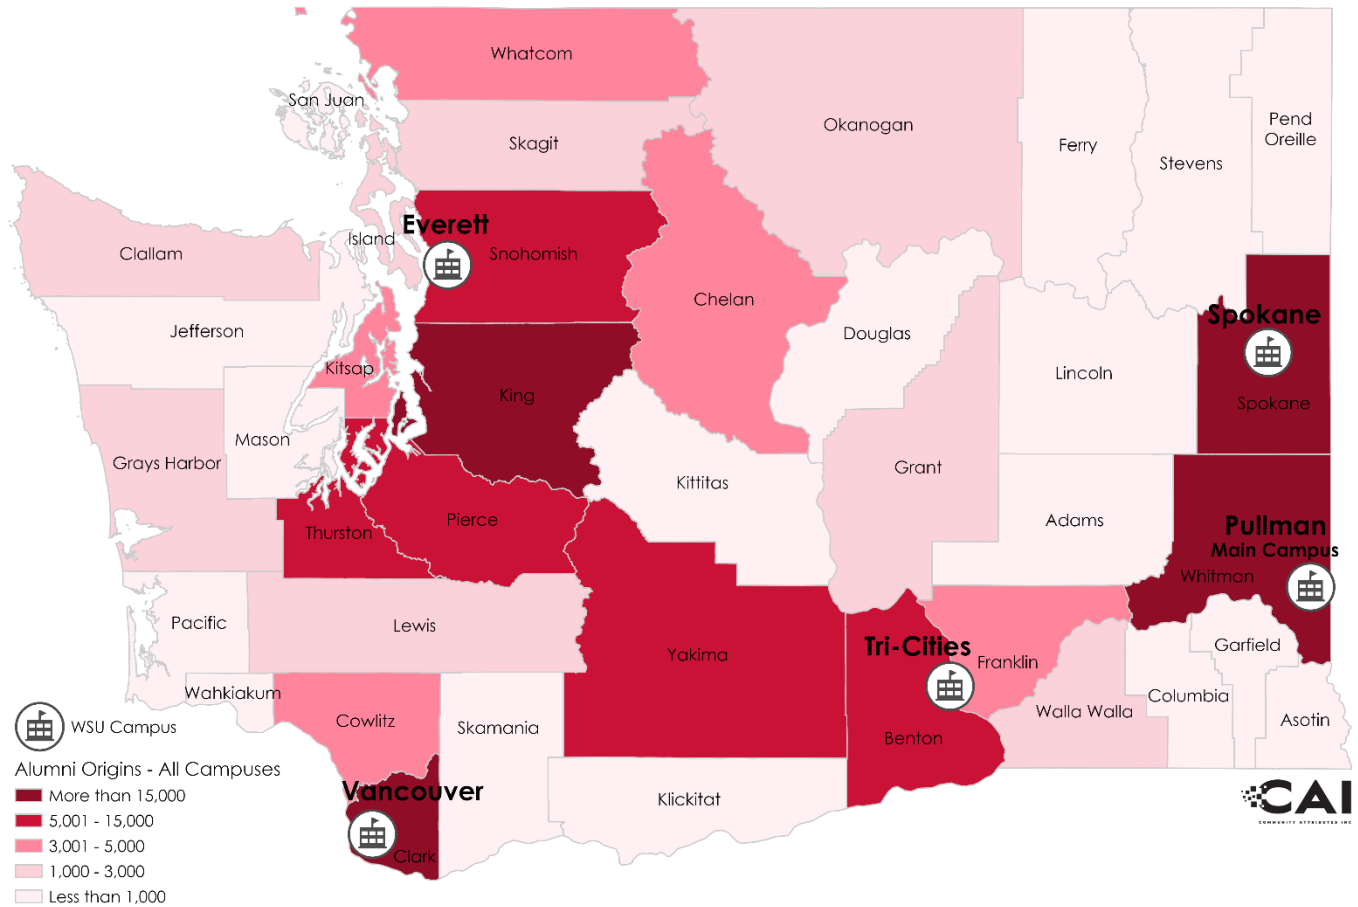 Whatcom
San Juan
Skagit
Okanogan
Ferry
Stevens
Pend
Oreille
Everett
Island
Clallam
Snohomish
Chelan
Jefferson
Douglas
Spokane
Kitsap
Lincoln
King
Spokane
Mason
Grays Harbor
Grant
Kittitas
Adams
Thurston
Pierce
Pullman
Main Campus
Whitman
Pacific
Lewis
Yakima
Tri-Cities
Franklin
Garfield
Wahkiakum
Cowlitz
Skamania
Benton
Walla Walla
Columbia
Asotin
WSU Campus
Alumni Origins - All Campuses
More than 15,000
5,001 - 15,000
3,001 - 5,000
1,000 - 3,000
Less than 1,000
Vancouver
Clark
Klickitat
CAI
COMMUNITY ATTRIBUTES INC